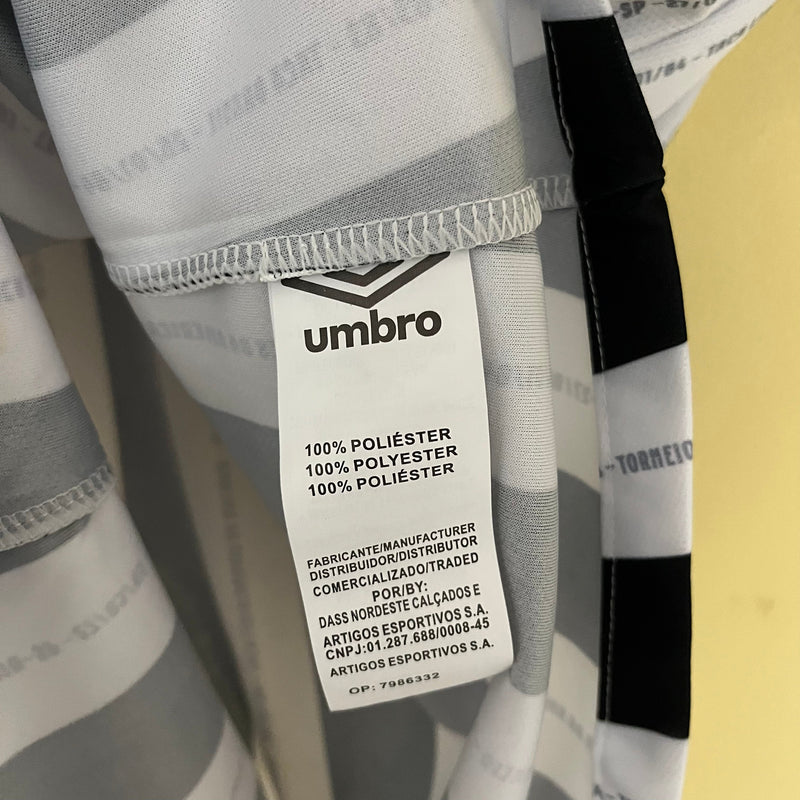 umbro
100% POLIÉSTER
100% POLYESTER
100% POLIÉSTER
FABRICANTE/MANUFACTURER
DISTRIBUIDOR/DISTRIBUTOR
COMERCIALIZADO/TRADED
POR/BY:
DASS NORDESTE CALÇADOS E
ARTIGOS ESPORTIVOS S.A.
CNPJ:01.287.688/0008-45
ARTIGOS ESPORTIVOS S.A.
OP: 7986332
-TORNEIO